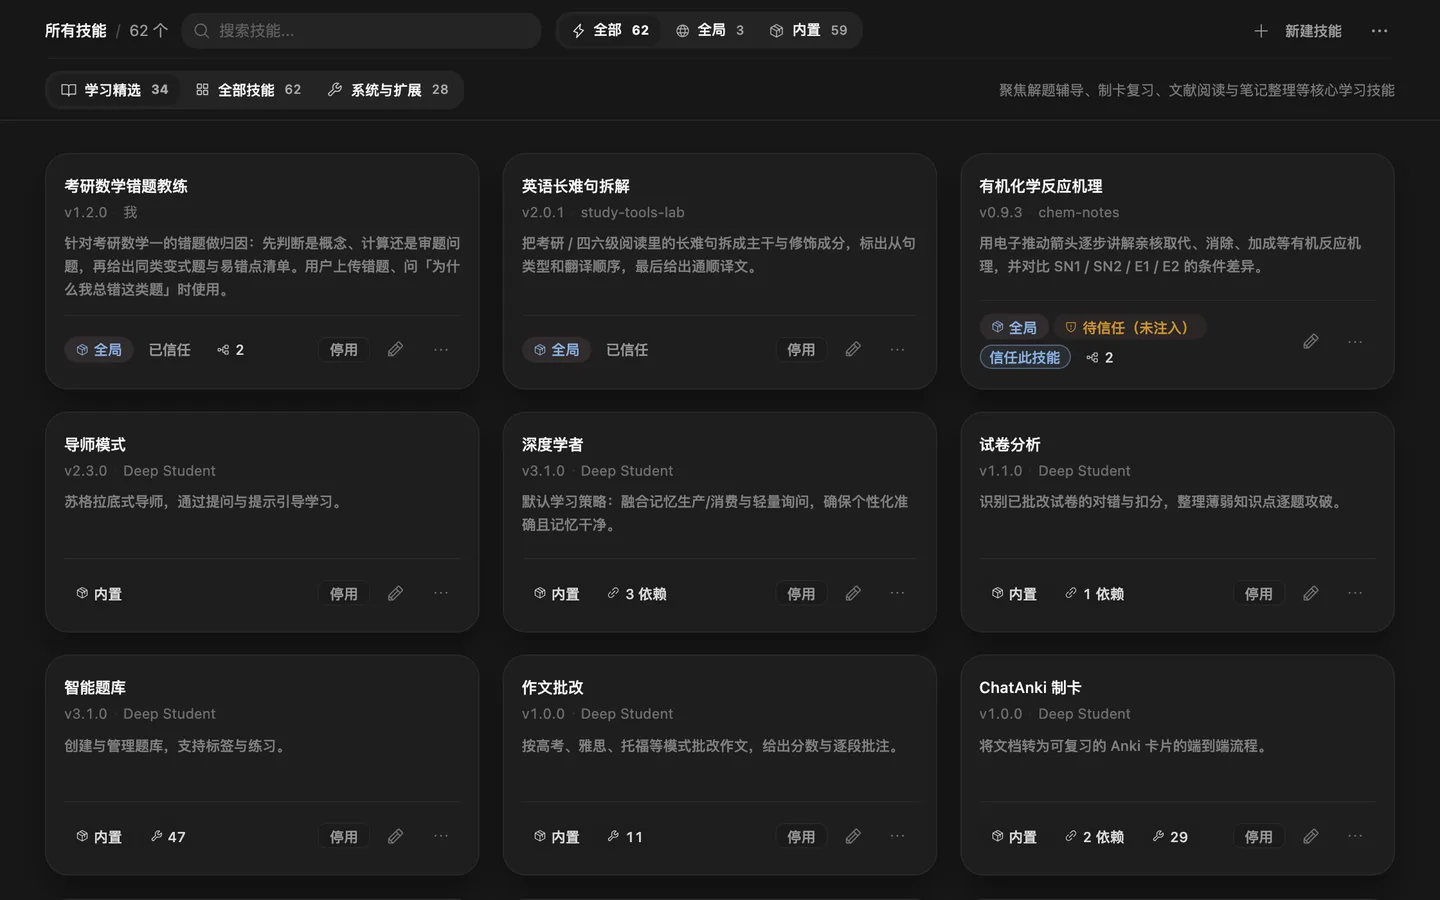 所有技能 / 62 个
搜索技能...
全部 62
全局 3
内置 59
新建技能
学习精选 34
全部技能 62
系统与扩展 28
聚焦解题辅导、制卡复习、文献阅读与笔记整理等核心学习技能
考研数学错题教练
v1.2.0 · 我
针对考研数学一的错题做归因：先判断是概念、计算还是审题问
题，再给出同类变式题与易错点清单。用户上传错题、问「为什
么我总错这类题」时使用。
全局 已信任 2 停用
英语长难句拆解
v2.0.1 · study-tools-lab
把考研 / 四六级阅读里的长难句拆成主干与修饰成分，标出从句
类型和翻译顺序，最后给出通顺译文。
全局 已信任 停用
有机化学反应机理
v0.9.3 · chem-notes
用电子推动箭头逐步讲解亲核取代、消除、加成等有机反应机
理，并对比 SN1 / SN2 / E1 / E2 的条件差异。
全局 待信任（未注入）
信任此技能 2
导师模式
v2.3.0 · Deep Student
苏格拉底式导师，通过提问与提示引导学习。
内置 停用
深度学者
v3.1.0 · Deep Student
默认学习策略：融合记忆生产/消费与轻量询问，确保个性化准
确且记忆干净。
内置 3 依赖 停用
试卷分析
v1.1.0 · Deep Student
识别已批改试卷的对错与扣分，整理薄弱知识点逐题攻破。
内置 1 依赖 停用
智能题库
v3.1.0 · Deep Student
创建与管理题库，支持标签与练习。
内置 47 停用
作文批改
v1.0.0 · Deep Student
按高考、雅思、托福等模式批改作文，给出分数与逐段批注。
内置 11 停用
ChatAnki 制卡
v1.0.0 · Deep Student
将文档转为可复习的 Anki 卡片的端到端流程。
内置 2 依赖 29 停用